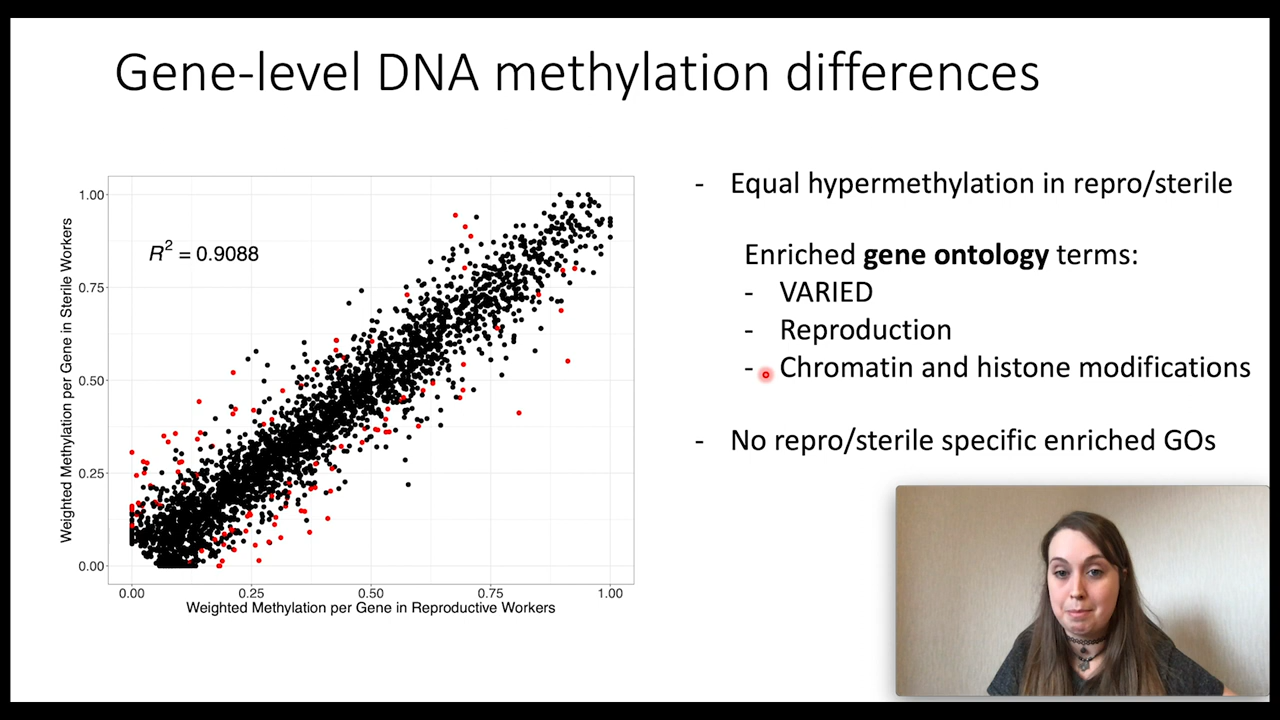 Gene-level DNA methylation differences
R² = 0.9088
1.00
0.75
0.50
0.25
0.00
Weighted Methylation per Gene in Sterile Workers
0.00 0.25 0.50 0.75 1.00
Weighted Methylation per Gene in Reproductive Workers
- Equal hypermethylation in repro/sterile
Enriched gene ontology terms:
- VARIED
- Reproduction
- Chromatin and histone modifications
- No repro/sterile specific enriched GOs